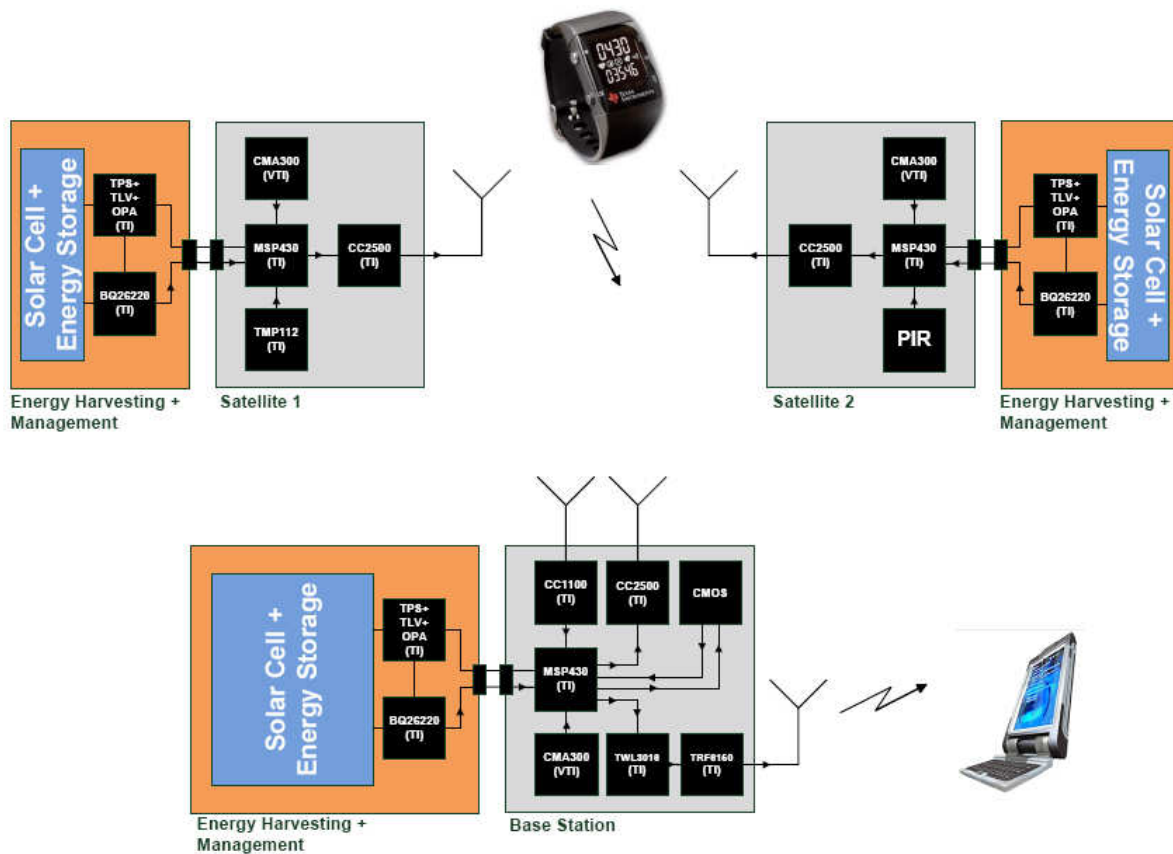 0430
03546
TEXAS
INSTRUMENTS
Solar Cell +
Energy Storage
TPS+
TLV+
OPA
(TI)
BQ26220
(TI)
CMA300
(VTI)
MSP430
(TI)
CC2500
(TI)
TMP112
(TI)
Energy Harvesting +
Management
Satellite 1
CMA300
(VTI)
CC2500
(TI)
MSP430
(TI)
PIR
TPS+
TLV+
OPA
(TI)
BQ26220
(TI)
Solar Cell +
Energy Storage
Satellite 2
Energy Harvesting +
Management
Solar Cell +
Energy Storage
TPS+
TLV+
OPA
(TI)
BQ26220
(TI)
CC1100
(TI)
CC2500
(TI)
CMOS
MSP430
(TI)
CMA300
(VTI)
TWL3016
(TI)
TRF6150
(TI)
Energy Harvesting +
Management
Base Station